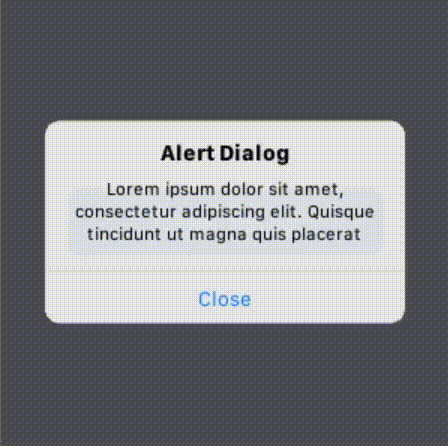 Alert Dialog
Lorem ipsum dolor sit amet,
consectetur adipiscing elit. Quisque
tincidunt ut magna quis placerat
Close